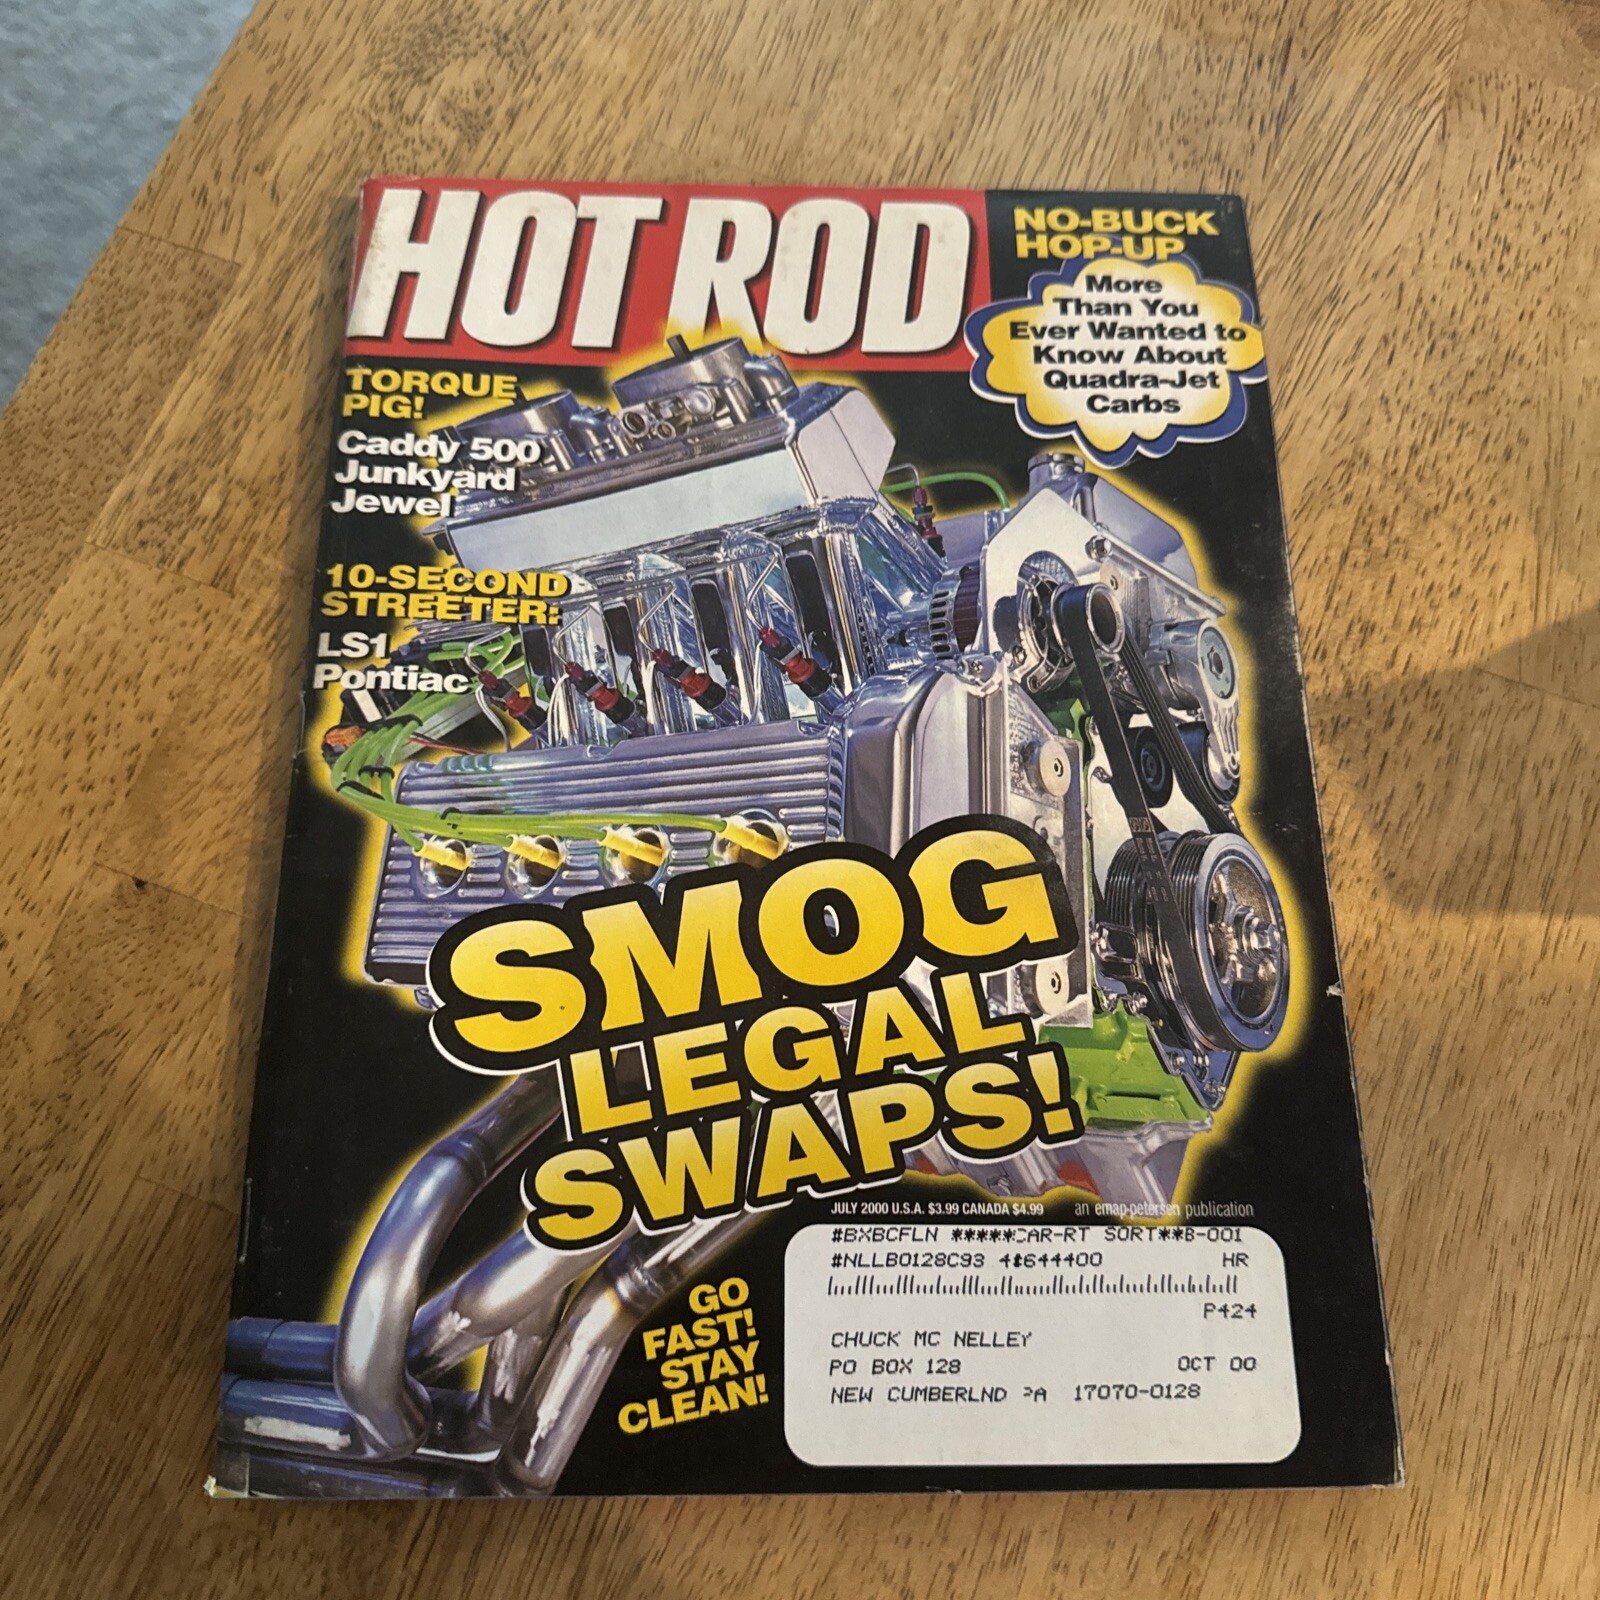 HOT ROD
NO-BUCK
HOP-UP
More
Than You
Ever Wanted to
Know About
Quadra-Jet
Carbs
TORQUE
PIG!
Caddy 500
Junkyard
Jewel
10-SECOND
STREETER:
LS1
Pontiac
SMOG
LEGAL
SWAPS!
GO
FAST!
STAY
CLEAN!
JULY 2000 U.S.A. $3.99 CANADA $4.99 an emap-petersen publication
#BXBCFLN *****CAR-RT SORT**B-001
#NLLB0128C93 HR
P424
CHUCK MC NELLEY
PO BOX 128 OCT 00
NEW CUMBERLND PA 17070-0128